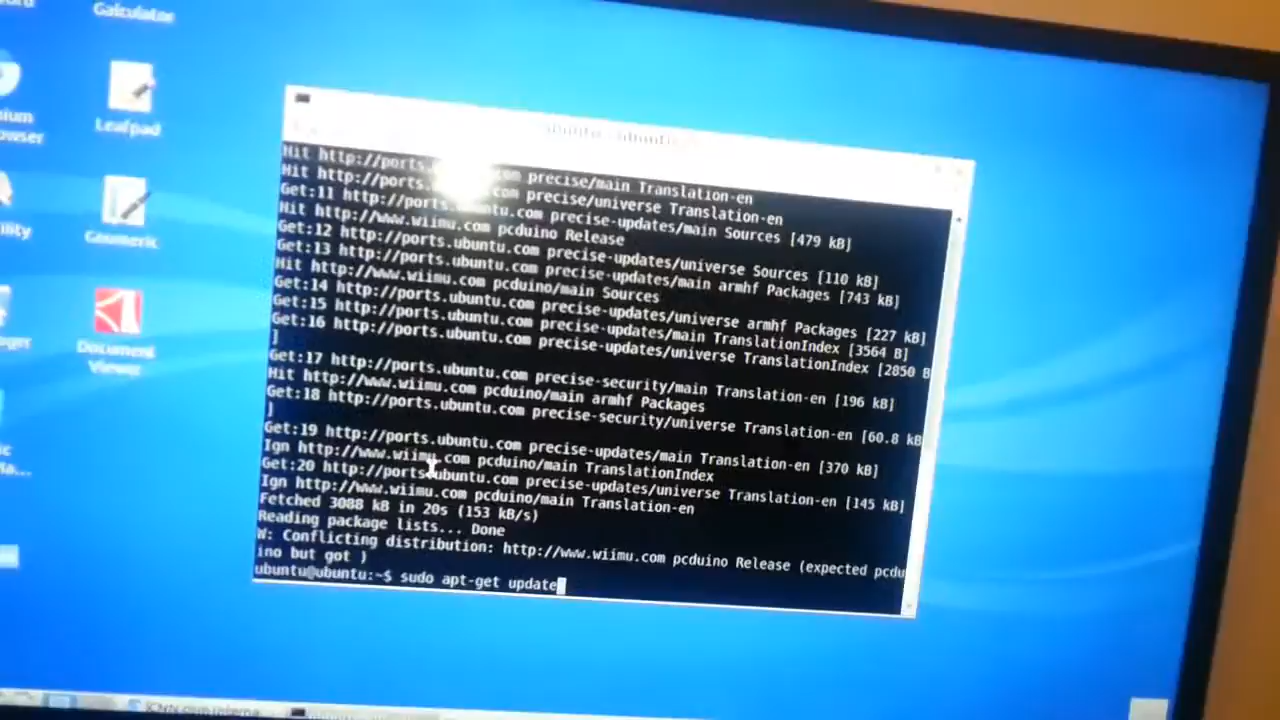 Calculator
Leafpad
Geometric
Document
Viewer
Hit http://ports. precise/main Translation-en
Hit http://ports.ubuntu.com precise/universe Translation-en
Get:11 http://ports.ubuntu.com precise-updates/main Sources [479 kB]
Hit http://www.wiimu.com pcduino Release
Get:12 http://ports.ubuntu.com precise-updates/universe Sources [110 kB]
Get:13 http://ports.ubuntu.com precise-updates/main armhf Packages [743 kB]
Hit http://www.wiimu.com pcduino/main Sources
Get:14 http://ports.ubuntu.com precise-updates/universe armhf Packages [227 kB]
Get:15 http://ports.ubuntu.com precise-updates/main TranslationIndex [3564 B]
Get:16 http://ports.ubuntu.com precise-updates/universe TranslationIndex [2850 B
]
Get:17 http://ports.ubuntu.com precise-security/main Translation-en [196 kB]
Hit http://www.wiimu.com pcduino/main armhf Packages
Get:18 http://ports.ubuntu.com precise-security/universe Translation-en [60.8 kB
]
Get:19 http://ports.ubuntu.com precise-updates/main Translation-en [370 kB]
Ign http://www.wiimu.com pcduino/main TranslationIndex
Get:20 http://ports.ubuntu.com precise-updates/universe Translation-en [145 kB]
Ign http://www.wiimu.com pcduino/main Translation-en
Fetched 3088 kB in 20s (153 kB/s)
Reading package lists... Done
W: Conflicting distribution: http://www.wiimu.com pcduino Release (expected pcdu
ino but got )
ubuntu@ubuntu:~$ sudo apt-get update